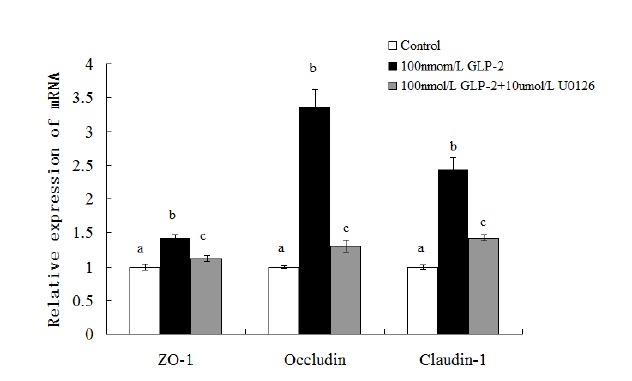 Control
100nmom/L GLP-2
100nmol/L GLP-2+10umol/L U0126
Relative expression of mRNA
4
3.5
3
2.5
2
1.5
1
0.5
0
a b c
a b c
a b c
ZO-1 Occludin Claudin-1